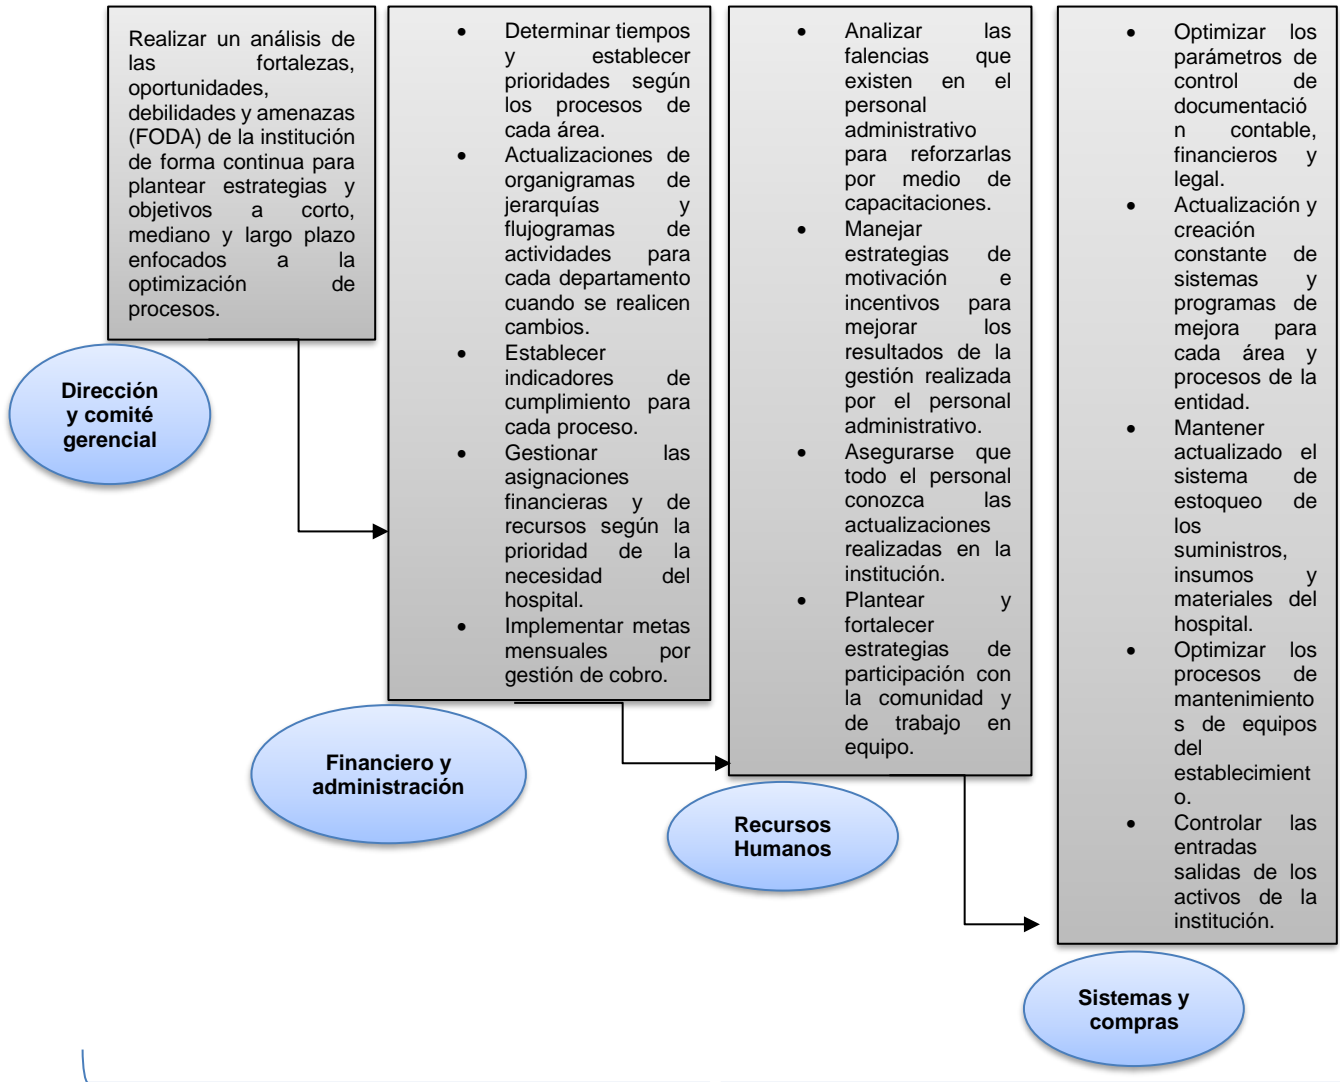 Realizar un análisis de
las fortalezas,
oportunidades,
debilidades y amenazas
(FODA) de la institución
de forma continua para
plantear estrategias y
objetivos a corto,
mediano y largo plazo
enfocados a la
optimización de
procesos.
Dirección
y comité
gerencial
• Determinar tiempos
y establecer
prioridades según
los procesos de
cada área.
• Actualizaciones de
organigramas de
jerarquías y
flujogramas de
actividades para
cada departamento
cuando se realicen
cambios.
• Establecer
indicadores de
cumplimiento para
cada proceso.
• Gestionar las
asignaciones
financieras y de
recursos según la
prioridad de la
necesidad del
hospital.
• Implementar metas
mensuales por
gestión de cobro.
Financiero y
administración
• Analizar las
falencias que
existen en el
personal
administrativo
para reforzarlas
por medio de
capacitaciones.
• Manejar
estrategias de
motivación e
incentivos para
mejorar los
resultados de la
gestión realizada
por el personal
administrativo.
• Asegurarse que
todo el personal
conozca las
actualizaciones
realizadas en la
institución.
• Plantear y
fortalecer
estrategias de
participación con
la comunidad y
de trabajo en
equipo.
Recursos
Humanos
• Optimizar los
parámetros de
control de
documentació
n contable,
financieros y
legal.
• Actualización y
creación
constante de
sistemas y
programas de
mejora para
cada área y
procesos de la
entidad.
• Mantener
actualizado el
sistema de
estoqueo de
los
suministros,
insumos y
materiales del
hospital.
• Optimizar los
procesos de
mantenimiento
s de equipos
del
establecimient
o.
• Controlar las
entradas
salidas de los
activos de la
institución.
Sistemas y
compras